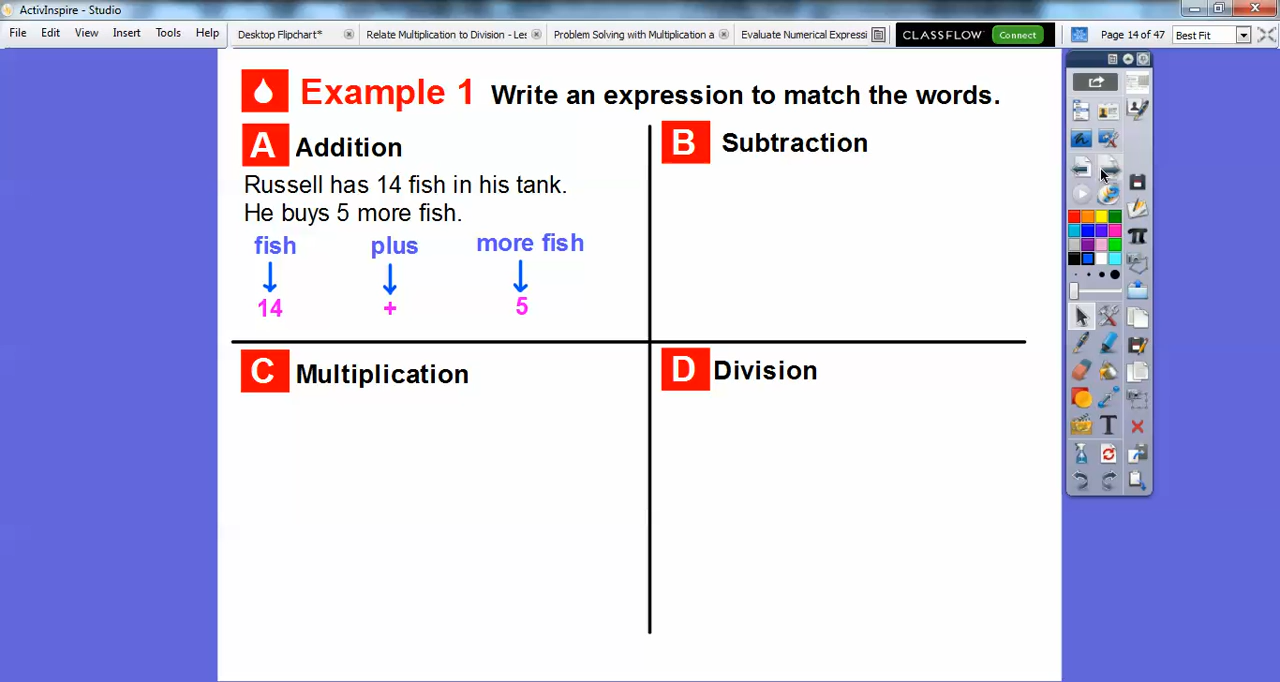 ActivInspire - Studio
File Edit View Insert Tools Help
Desktop Flipchart* Relate Multiplication to Division - Les Problem Solving with Multiplication a Evaluate Numerical Expressi
CLASSFLOW Connect
Page 14 of 47 Best Fit
Example 1 Write an expression to match the words.
A Addition
Russell has 14 fish in his tank.
He buys 5 more fish.
fish plus more fish
14 + 5
B Subtraction
C Multiplication
D Division